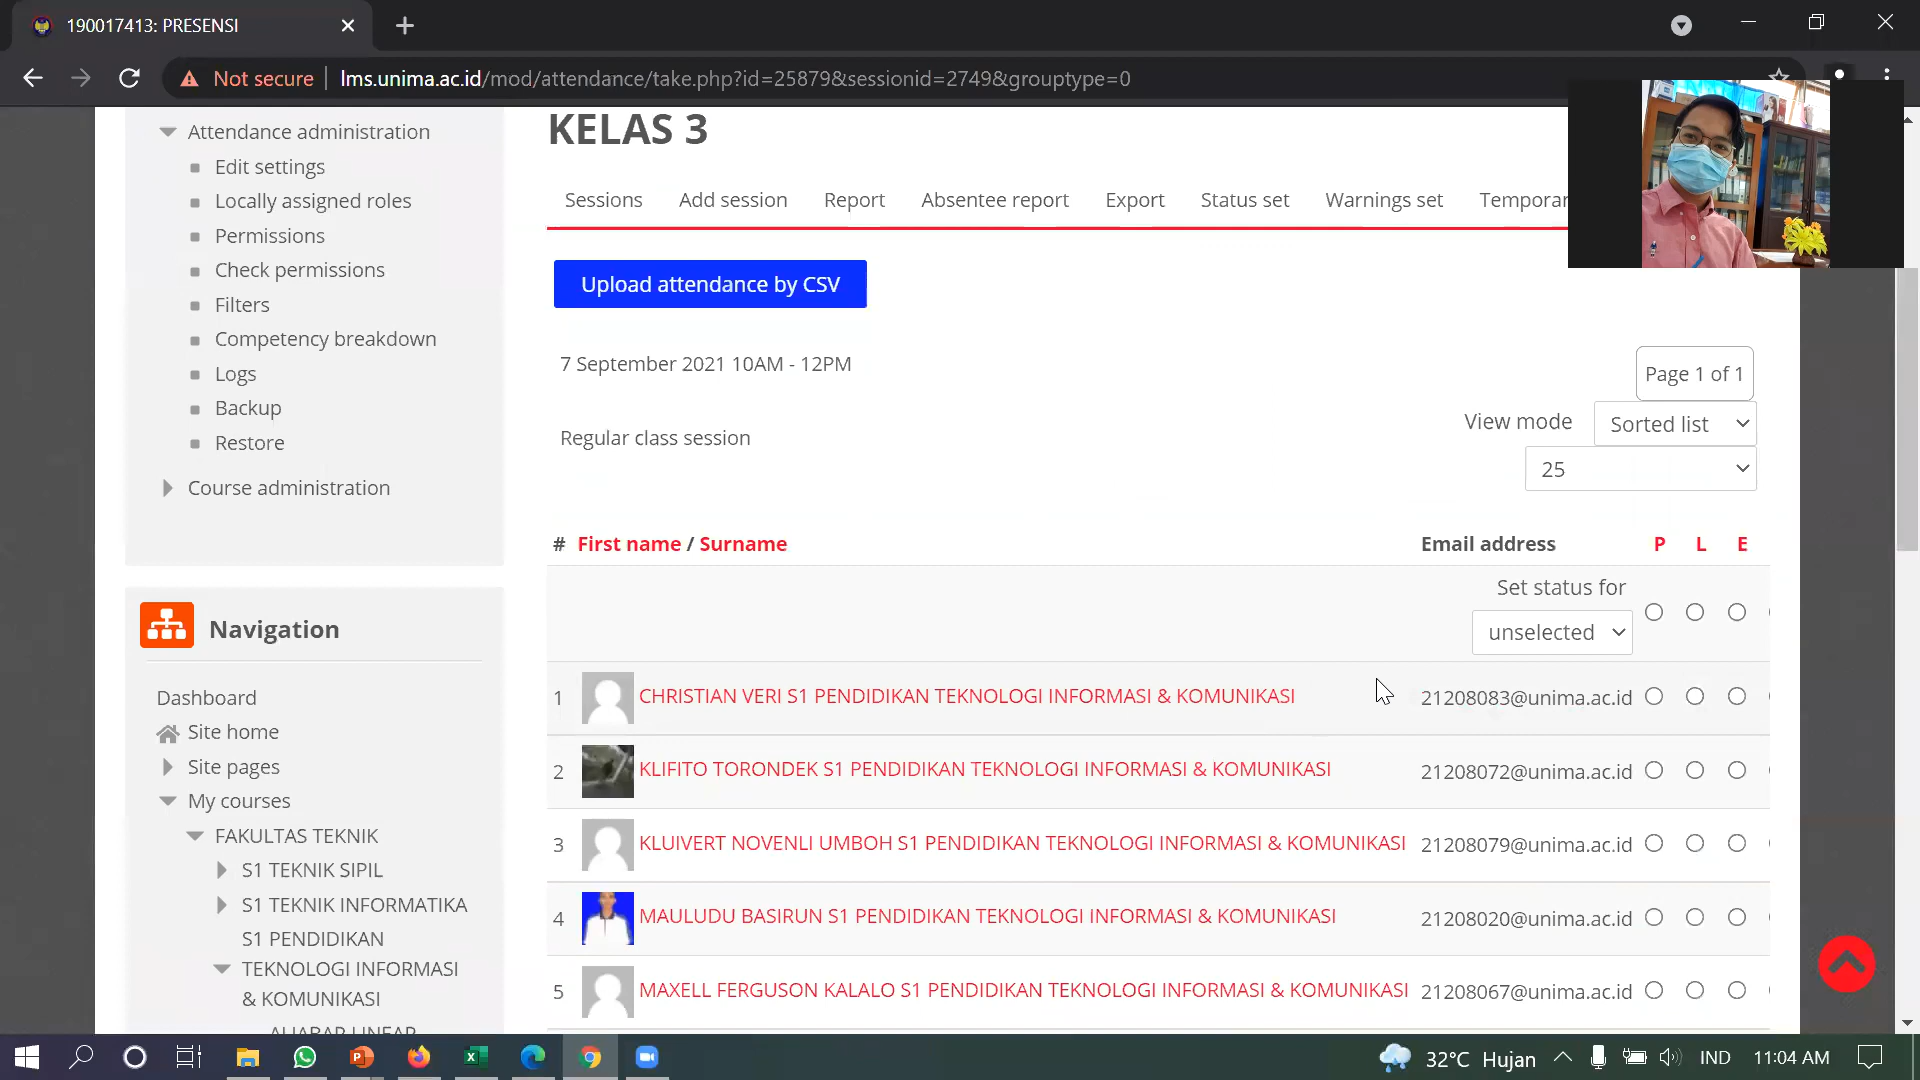 190017413: PRESENSI
Not secure
lms.unima.ac.id/mod/attendance/take.php?id=25879&sessionid=2749&grouptype=0
Attendance administration
Edit settings
Locally assigned roles
Permissions
Check permissions
Filters
Competency breakdown
Logs
Backup
Restore
Course administration
Navigation
Dashboard
Site home
Site pages
My courses
FAKULTAS TEKNIK
S1 TEKNIK SIPIL
S1 TEKNIK INFORMATIKA
S1 PENDIDIKAN
TEKNOLOGI INFORMASI
& KOMUNIKASI
KELAS 3
Sessions Add session Report Absentee report Export Status set Warnings set Temporar
Upload attendance by CSV
7 September 2021 10AM - 12PM
Page 1 of 1
View mode Sorted list
Regular class session
25
# First name / Surname Email address P L E
Set status for
unselected
1 CHRISTIAN VERI S1 PENDIDIKAN TEKNOLOGI INFORMASI & KOMUNIKASI 21208083@unima.ac.id
2 KLIFITO TORONDEK S1 PENDIDIKAN TEKNOLOGI INFORMASI & KOMUNIKASI 21208072@unima.ac.id
3 KLUIVERT NOVENLI UMBOH S1 PENDIDIKAN TEKNOLOGI INFORMASI & KOMUNIKASI 21208079@unima.ac.id
4 MAULUDU BASIRUN S1 PENDIDIKAN TEKNOLOGI INFORMASI & KOMUNIKASI 21208020@unima.ac.id
5 MAXELL FERGUSON KALALO S1 PENDIDIKAN TEKNOLOGI INFORMASI & KOMUNIKASI 21208067@unima.ac.id
32°C Hujan IND 11:04 AM